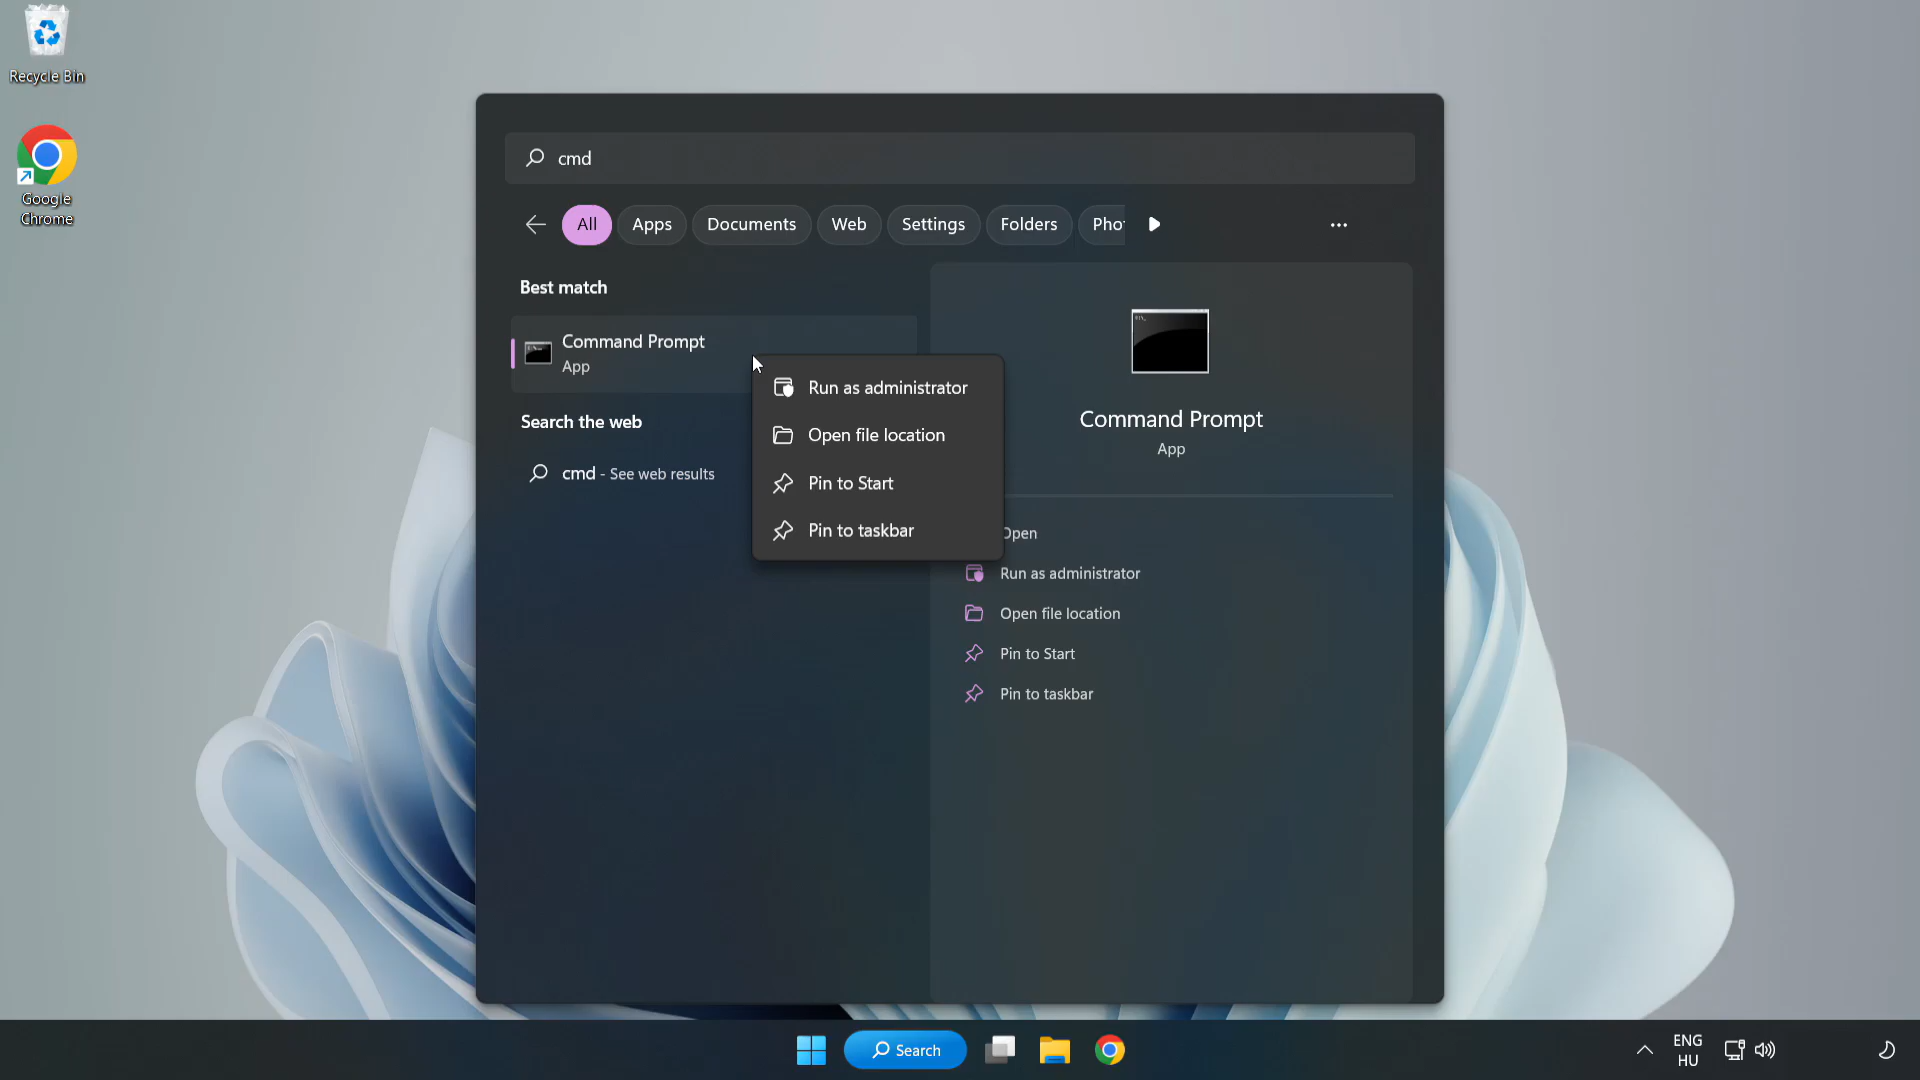 Recycle Bin
Google
Chrome
cmd
All
Apps
Documents
Web
Settings
Folders
Pho
Best match
Command Prompt
App
Search the web
cmd - See web results
Run as administrator
Open file location
Pin to Start
Pin to taskbar
Command Prompt
App
Open
Run as administrator
Open file location
Pin to Start
Pin to taskbar
Search
ENG
HU